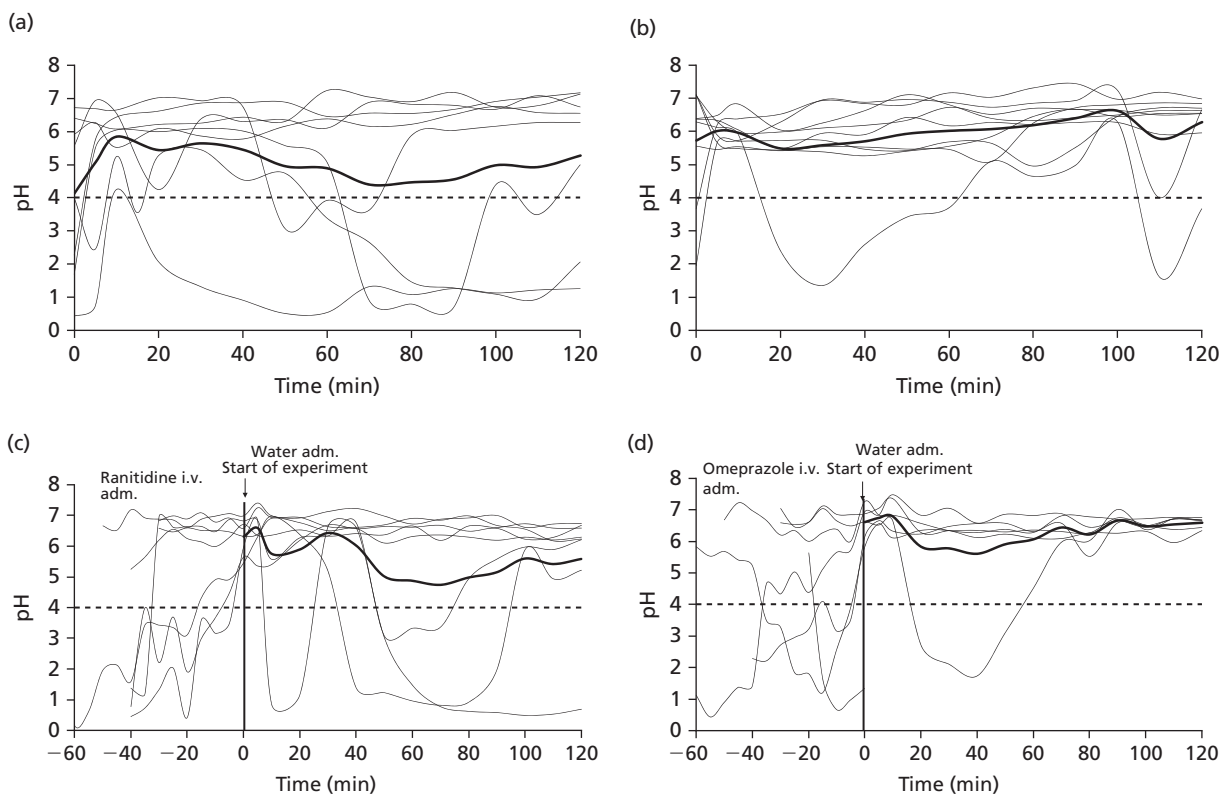 (a)
8
7
6
5
4
3
2
1
0
pH
0 20 40 60 80 100 120
Time (min)
(b)
8
7
6
5
4
3
2
1
0
pH
0 20 40 60 80 100 120
Time (min)
(c)
Water adm.
Start of experiment
Ranitidine i.v.
adm.
8
7
6
5
4
3
2
1
0
pH
−60 −40 −20 0 20 40 60 80 100 120
Time (min)
(d)
Water adm.
Omeprazole i.v. Start of experiment
adm.
8
7
6
5
4
3
2
1
0
pH
−60 −40 −20 0 20 40 60 80 100 120
Time (min)